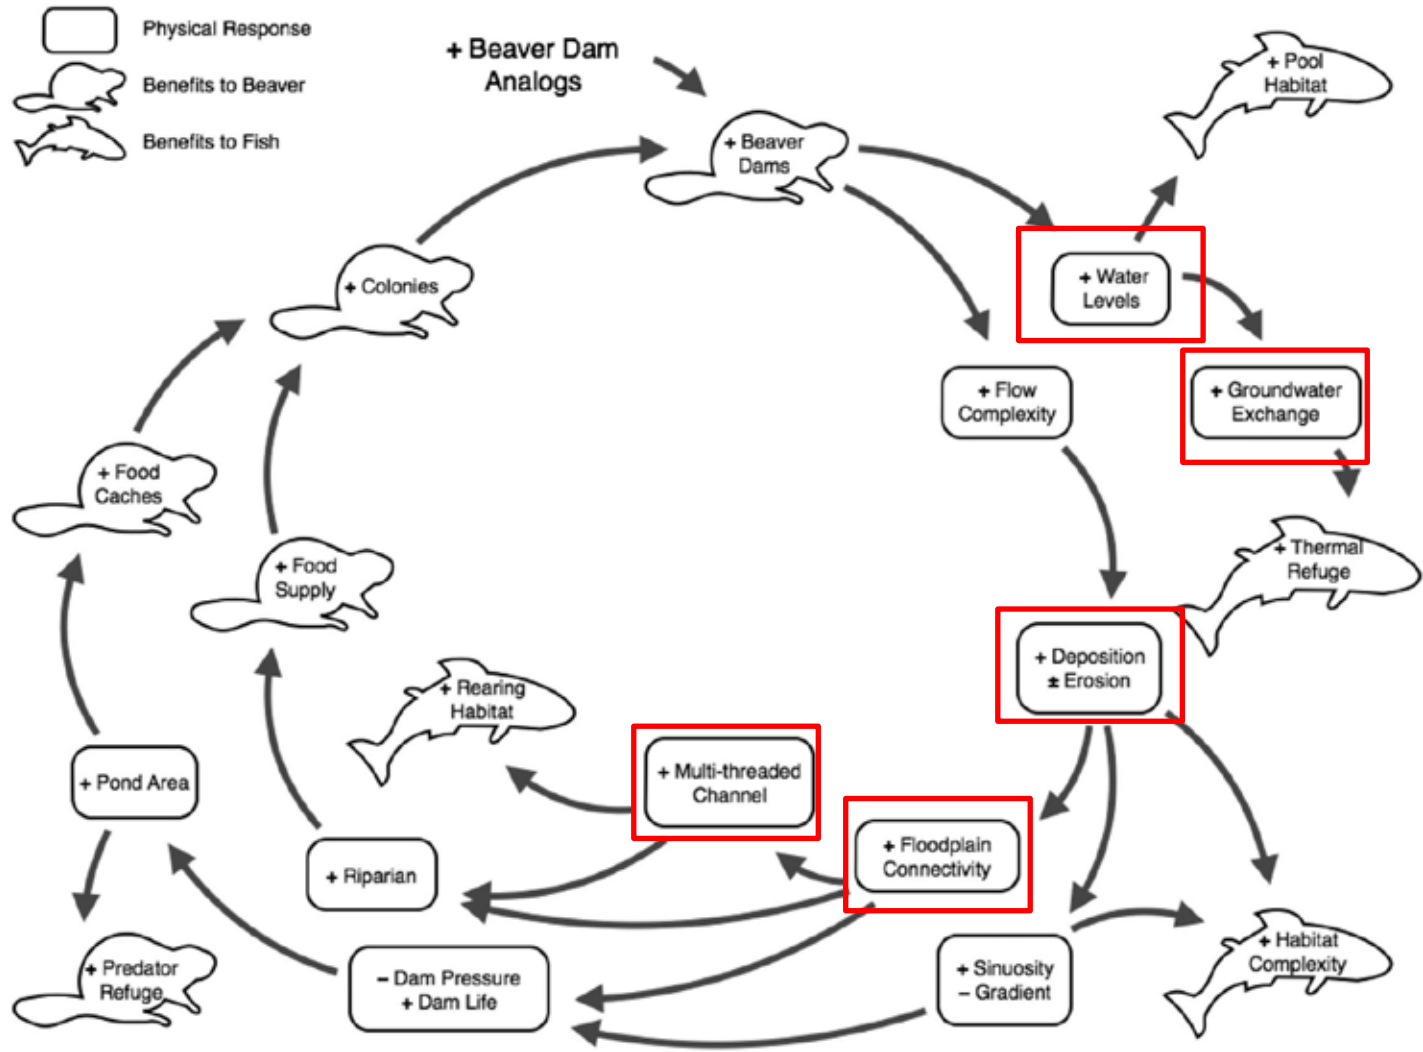 Physical Response
Benefits to Beaver
Benefits to Fish
+ Beaver Dam
Analogs
+ Pool
Habitat
+ Beaver
Dams
+ Colonies
+ Water
Levels
+ Flow
Complexity
+ Groundwater
Exchange
+ Food
Caches
+ Food
Supply
+ Thermal
Refuge
+ Deposition
± Erosion
+ Rearing
Habitat
+ Multi-threaded
Channel
+ Pond Area
+ Floodplain
Connectivity
+ Riparian
+ Predator
Refuge
− Dam Pressure
+ Dam Life
+ Sinuosity
− Gradient
+ Habitat
Complexity